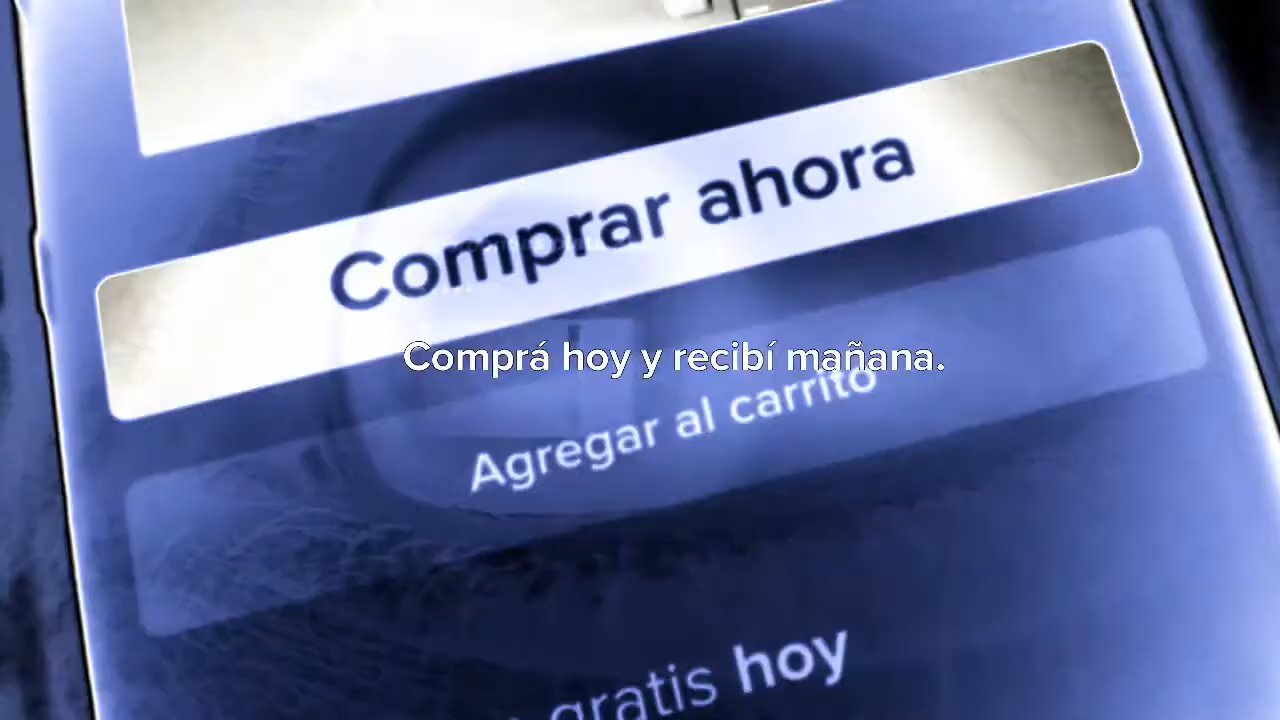 Comprar ahora
Comprá hoy y recibí mañana.
Agregar al carrito
gratis hoy